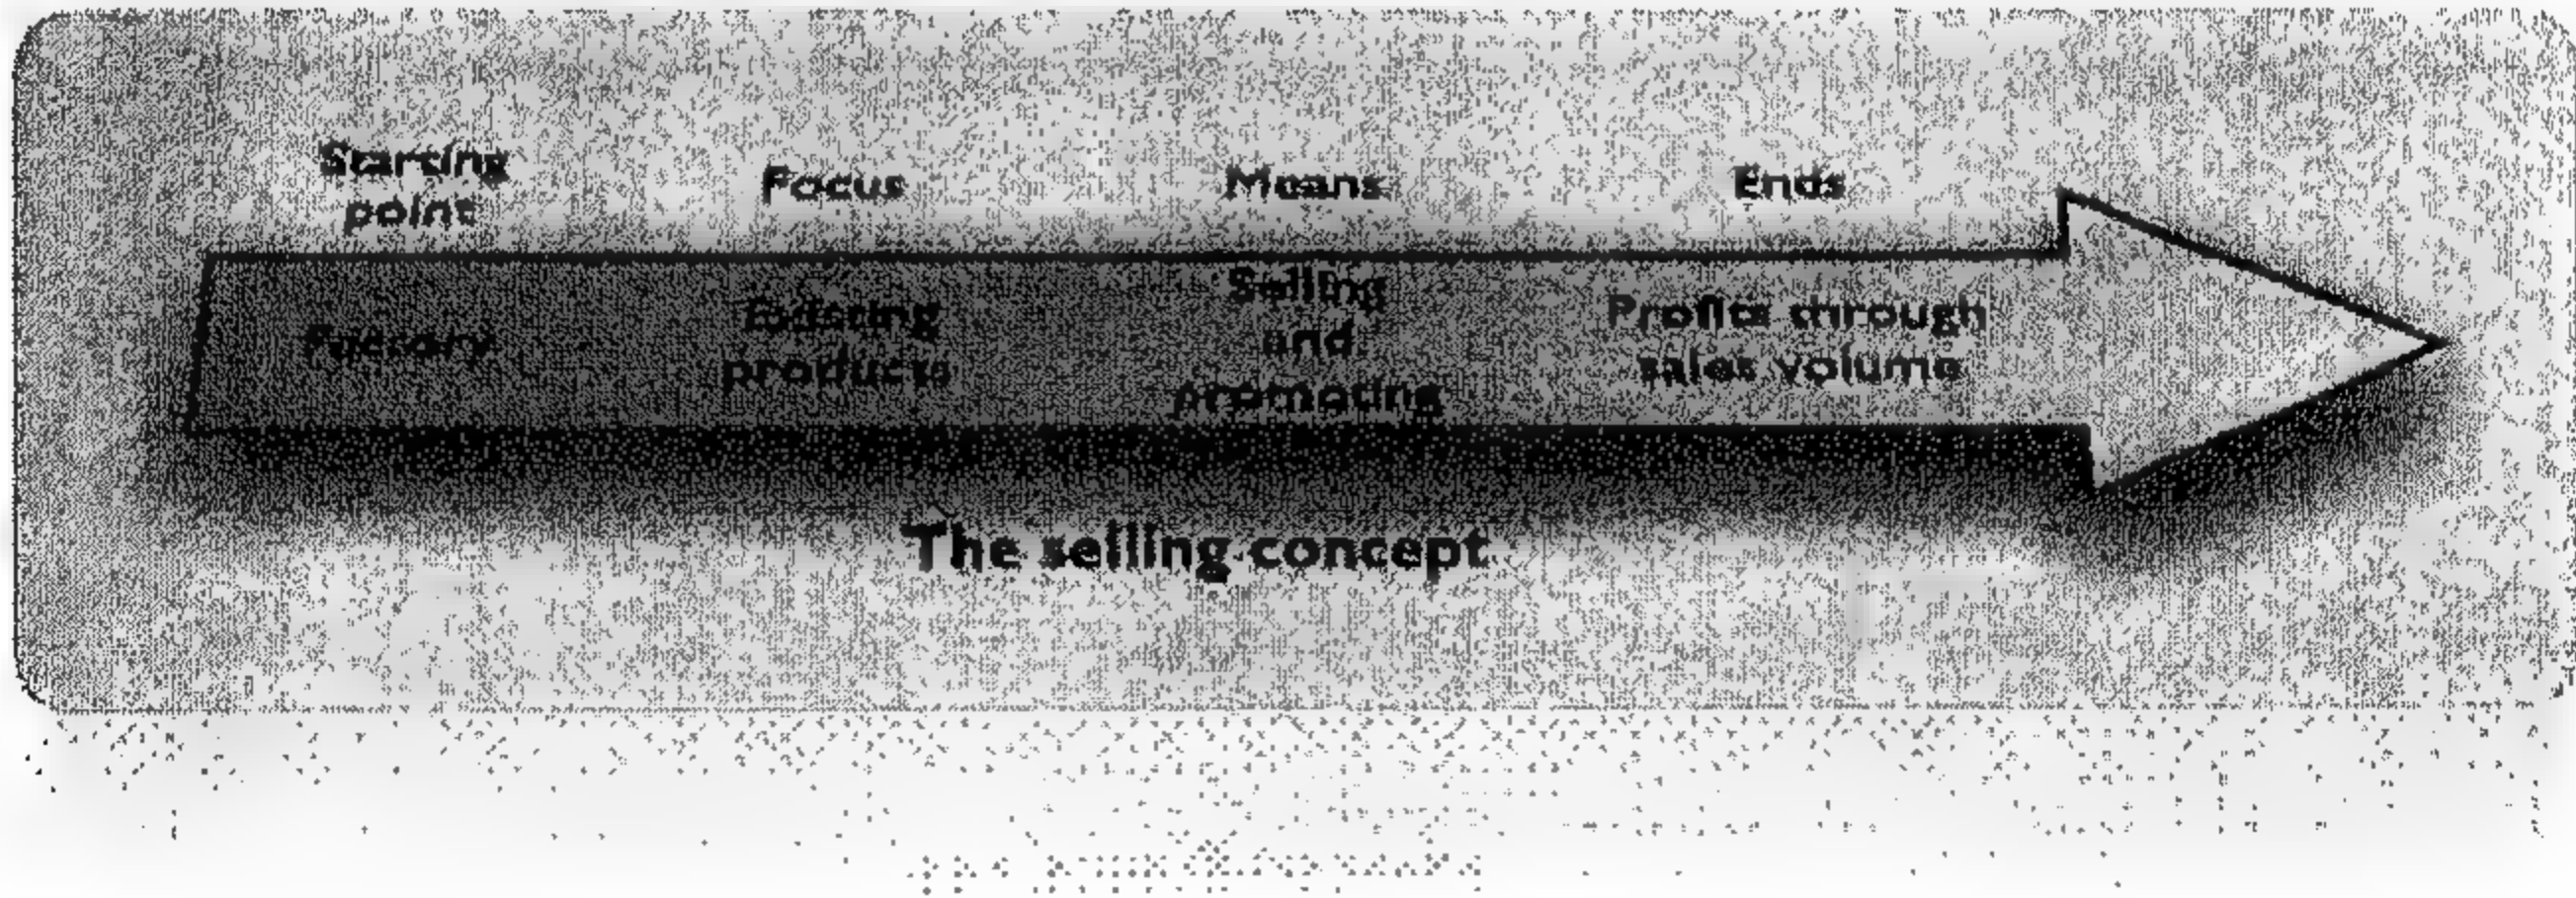 Starting
point
Focus
Means
Ends
Factory
Existing
products
Selling
and
promoting
Profits through
sales volume
The selling concept